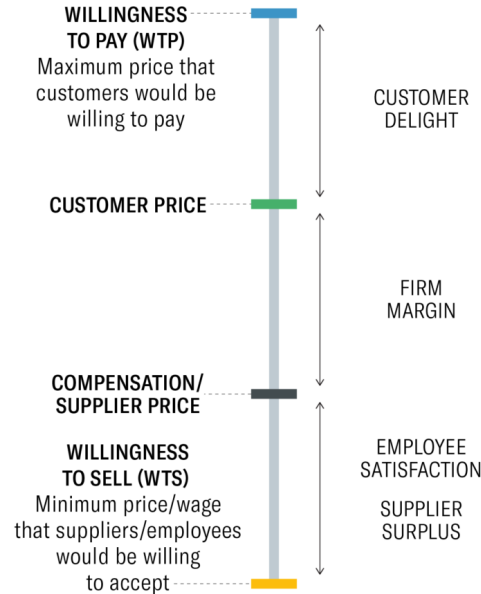 WILLINGNESS
TO PAY (WTP)
Maximum price that
customers would be
willing to pay
CUSTOMER
DELIGHT
CUSTOMER PRICE
FIRM
MARGIN
COMPENSATION/
SUPPLIER PRICE
WILLINGNESS
TO SELL (WTS)
Minimum price/wage
that suppliers/employees
would be willing
to accept
EMPLOYEE
SATISFACTION
SUPPLIER
SURPLUS